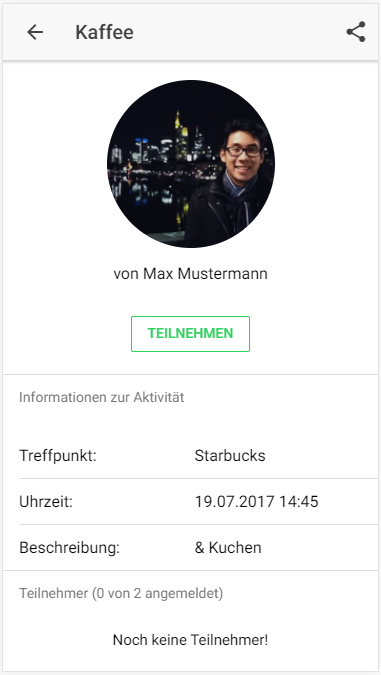 Kaffee
von Max Mustermann
TEILNEHMEN
Informationen zur Aktivität
Treffpunkt: Starbucks
Uhrzeit: 19.07.2017 14:45
Beschreibung: & Kuchen
Teilnehmer (0 von 2 angemeldet)
Noch keine Teilnehmer!